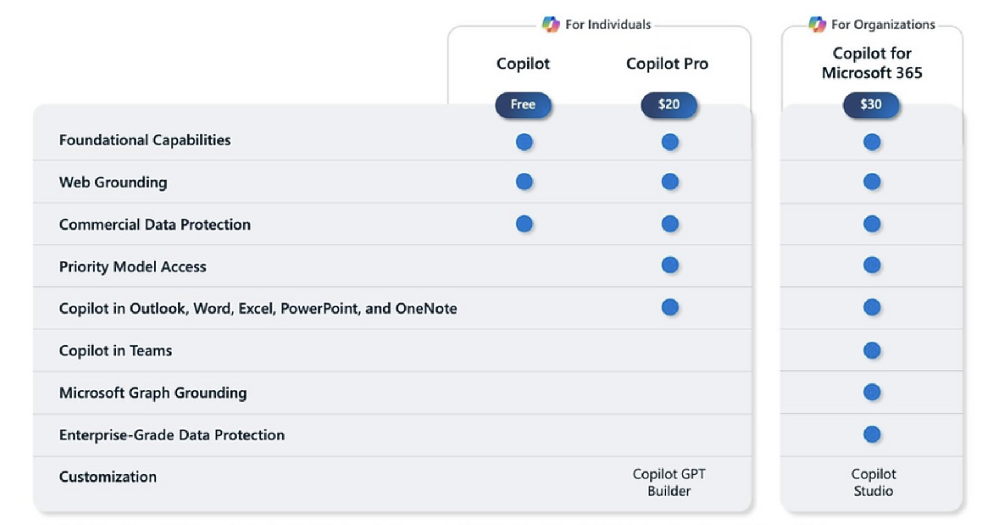 For Individuals
For Organizations
Copilot
Copilot Pro
Copilot for
Microsoft 365
Free
$20
$30
Foundational Capabilities
Web Grounding
Commercial Data Protection
Priority Model Access
Copilot in Outlook, Word, Excel, PowerPoint, and OneNote
Copilot in Teams
Microsoft Graph Grounding
Enterprise-Grade Data Protection
Customization
Copilot GPT
Builder
Copilot
Studio